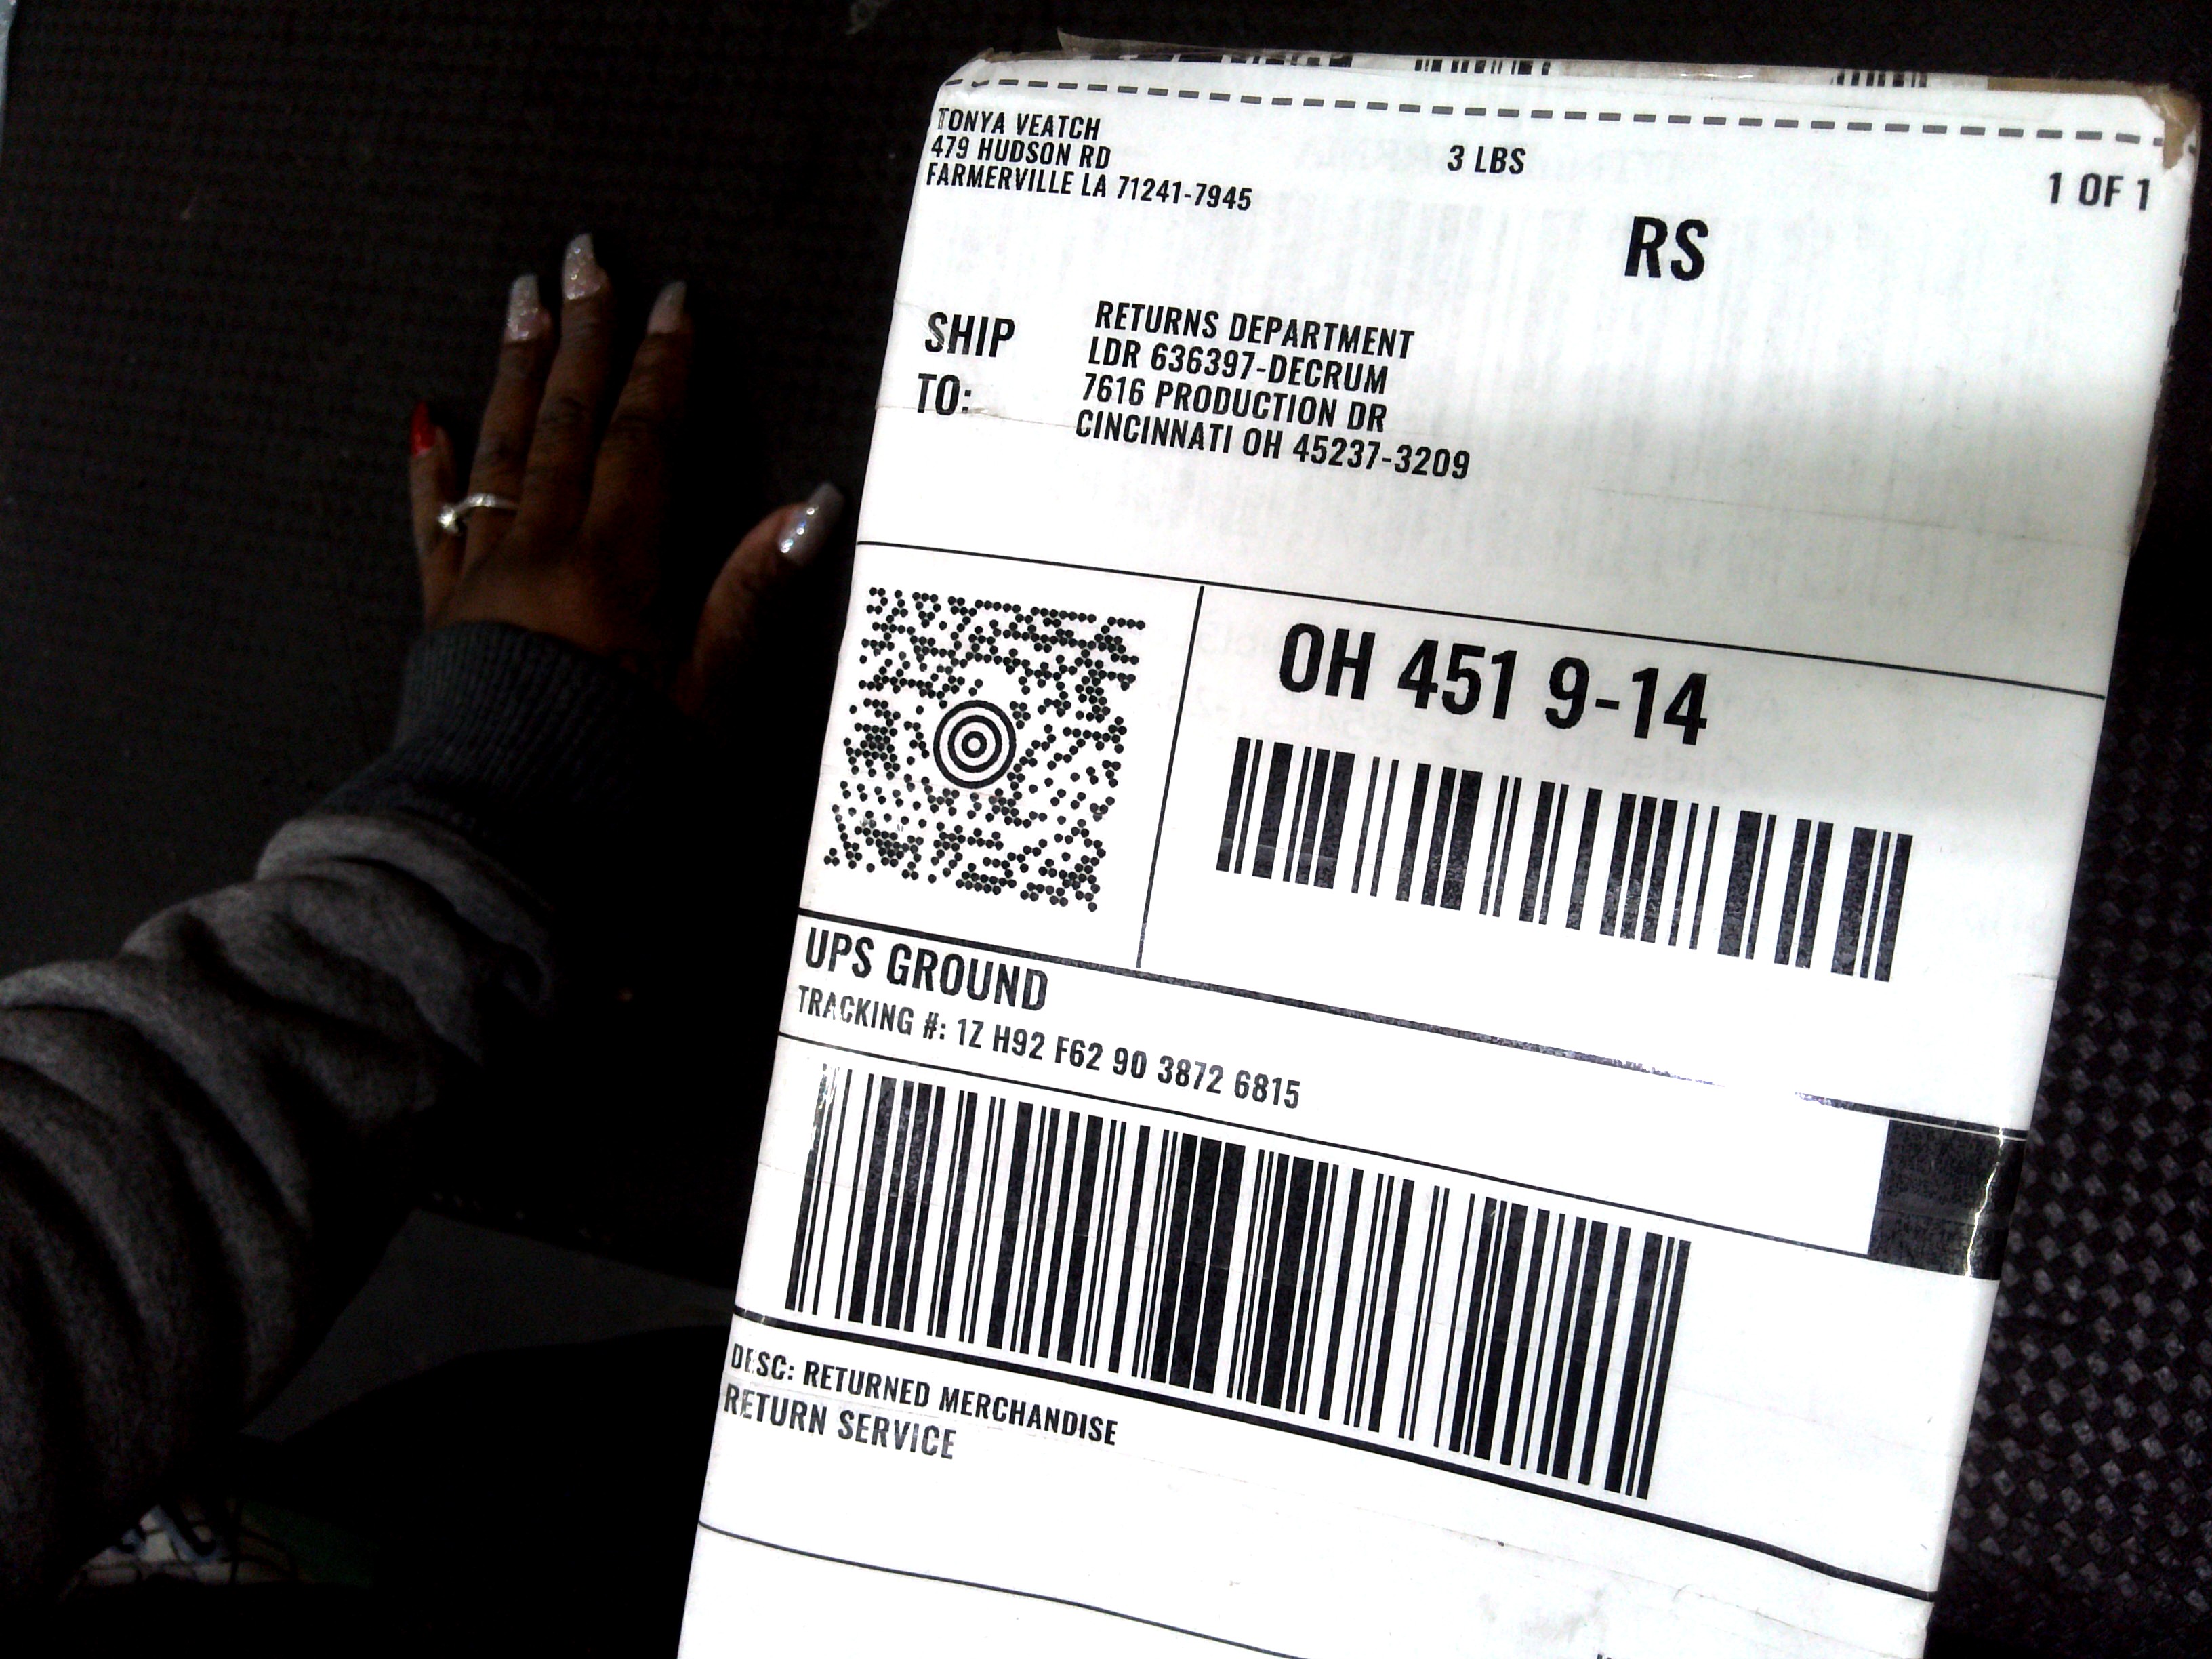 TONYA VEATCH
479 HUDSON RD
FARMERVILLE LA 71241-7945
3 LBS
1 OF 1
RS
SHIP TO:
RETURNS DEPARTMENT
LDR 636397-DECRUM
7616 PRODUCTION DR
CINCINNATI OH 45237-3209
OH 451 9-14
UPS GROUND
TRACKING #: 1Z H92 F62 90 3872 6815
DESC: RETURNED MERCHANDISE
RETURN SERVICE